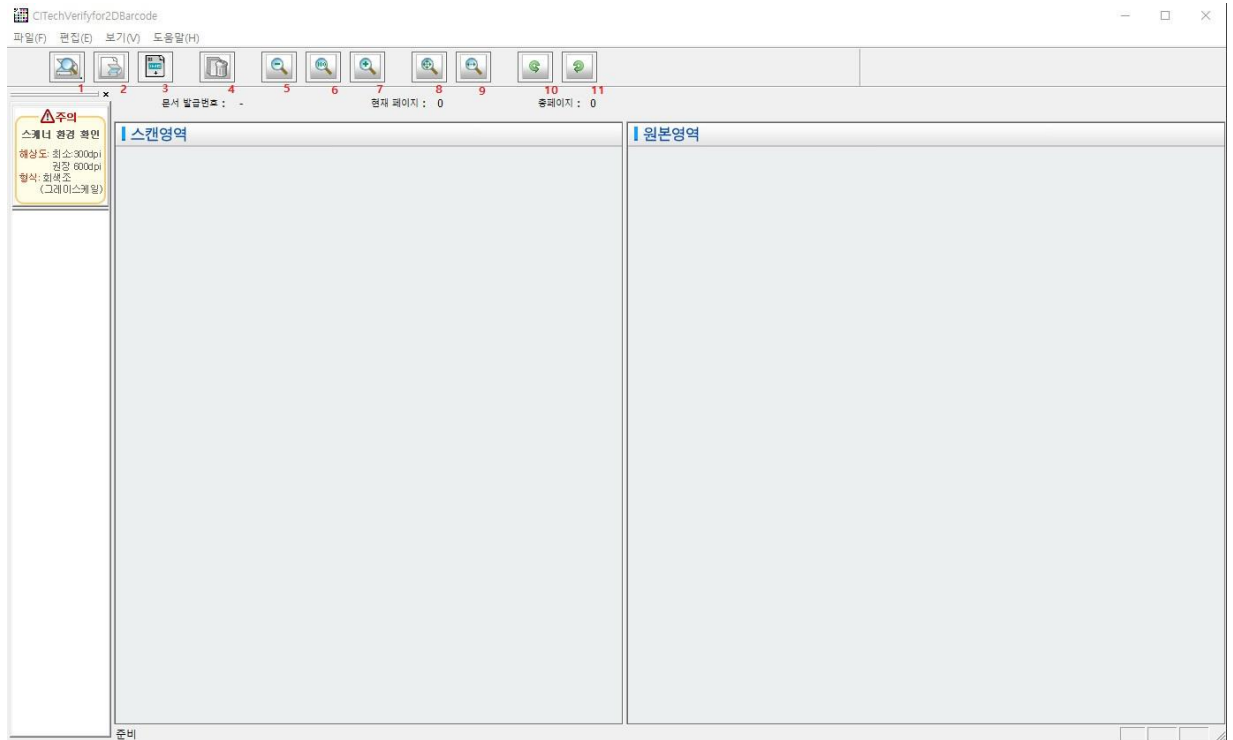 CITechVerifyfor2DBarcode
파일(F) 편집(E) 보기(V) 도움말(H)
1 2 3 4 5 6 7 8 9 10 11
문서 발급번호 : - 현재 페이지 : 0 총페이지 : 0
주의
스케너 환경 확인
해상도: 최소:300dpi
권장 600dpi
형식: 회색조
(그레이스케일)
스캔영역
원본영역
준비